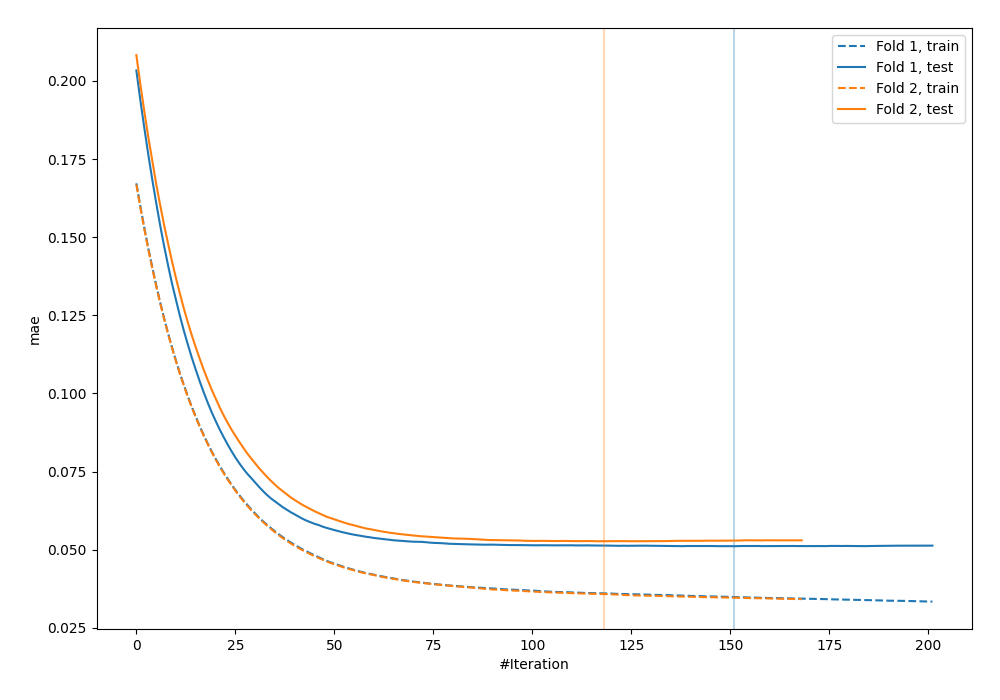 Fold 1, train
Fold 1, test
Fold 2, train
Fold 2, test
0.200
0.175
0.150
0.125
0.100
0.075
0.050
0.025
mae
0
25
50
75
100
125
150
175
200
#Iteration